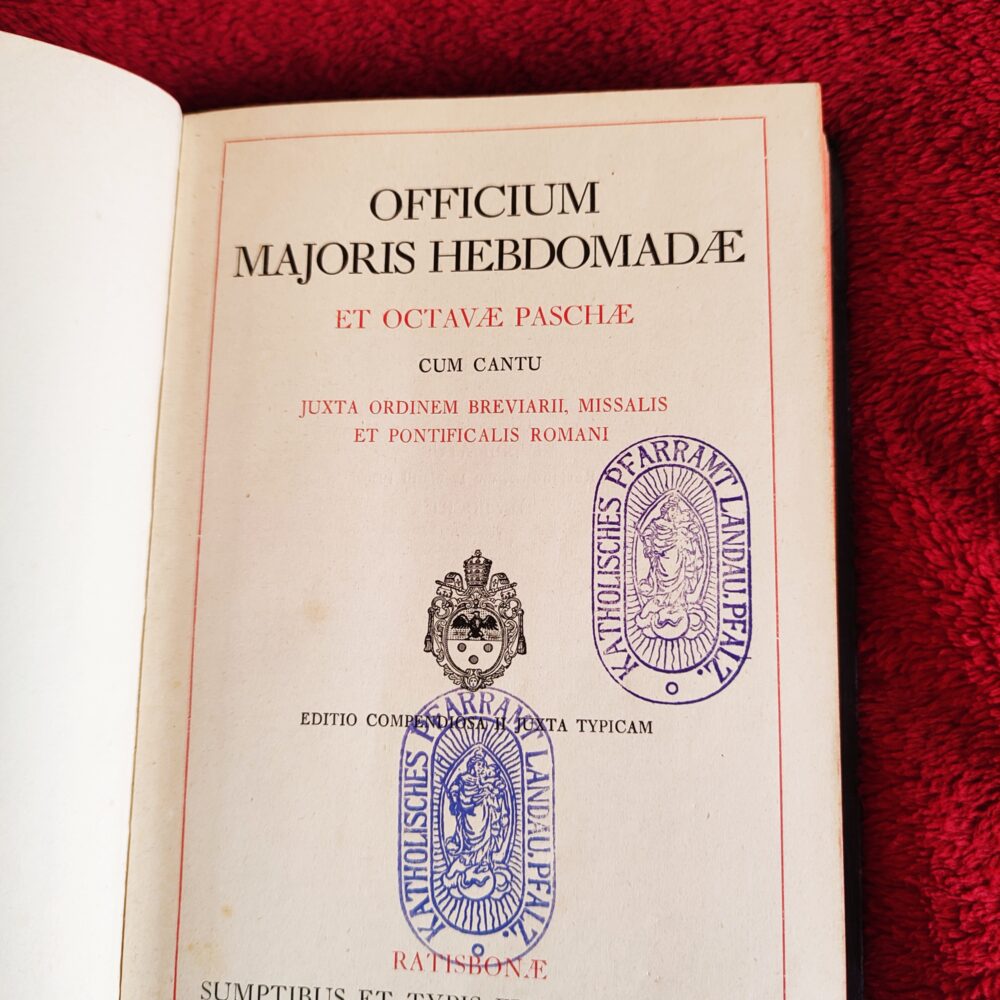 OFFICIUM
MAJORIS HEBDOMADÆ
ET OCTAVÆ PASCHÆ
CUM CANTU
JUXTA ORDINEM BREVIARII, MISSALIS
ET PONTIFICALIS ROMANI
KATHOLISCHES PFARRAMT LANDAU, PFALZ.
EDITIO COMPENDIOSA II JUXTA TYPICAM
KATHOLISCHES PFARRAMT LANDAU, PFALZ.
RATISBONÆ
SUMPTIBUS ET TYPIS